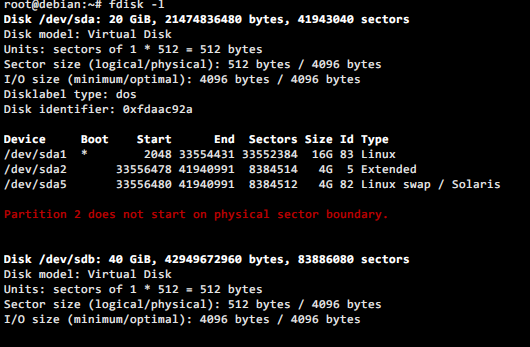 root@debian:~# fdisk -l
Disk /dev/sda: 20 GiB, 21474836480 bytes, 41943040 sectors
Disk model: Virtual Disk
Units: sectors of 1 * 512 = 512 bytes
Sector size (logical/physical): 512 bytes / 4096 bytes
I/O size (minimum/optimal): 4096 bytes / 4096 bytes
Disklabel type: dos
Disk identifier: 0xfdaac92a
Device     Boot    Start      End  Sectors Size Id Type
/dev/sda1  *        2048 33554431 33552384  16G 83 Linux
/dev/sda2       33556478 41940991  8384514   4G  5 Extended
/dev/sda5       33556480 41940991  8384512   4G 82 Linux swap / Solaris
Partition 2 does not start on physical sector boundary.
Disk /dev/sdb: 40 GiB, 42949672960 bytes, 83886080 sectors
Disk model: Virtual Disk
Units: sectors of 1 * 512 = 512 bytes
Sector size (logical/physical): 512 bytes / 4096 bytes
I/O size (minimum/optimal): 4096 bytes / 4096 bytes